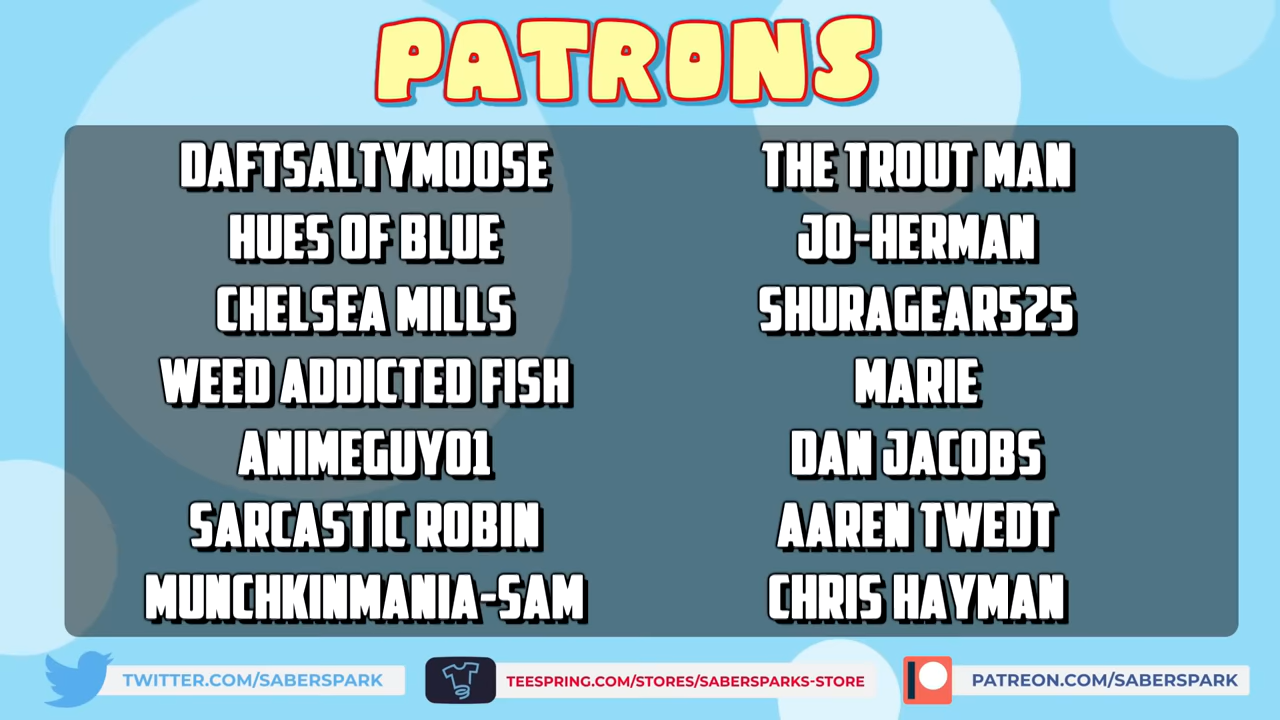 PATRONS
DAFTSALTYMOOSE
HUES OF BLUE
CHELSEA MILLS
WEED ADDICTED FISH
ANIMEGUY01
SARCASTIC ROBIN
MUNCHKINMANIA-SAM
THE TROUT MAN
JO-HERMAN
SHURAGEAR525
MARIE
DAN JACOBS
AAREN TWEDT
CHRIS HAYMAN
TWITTER.COM/SABERSPARK
TEESPRING.COM/STORES/SABERSPARKS-STORE
PATREON.COM/SABERSPARK